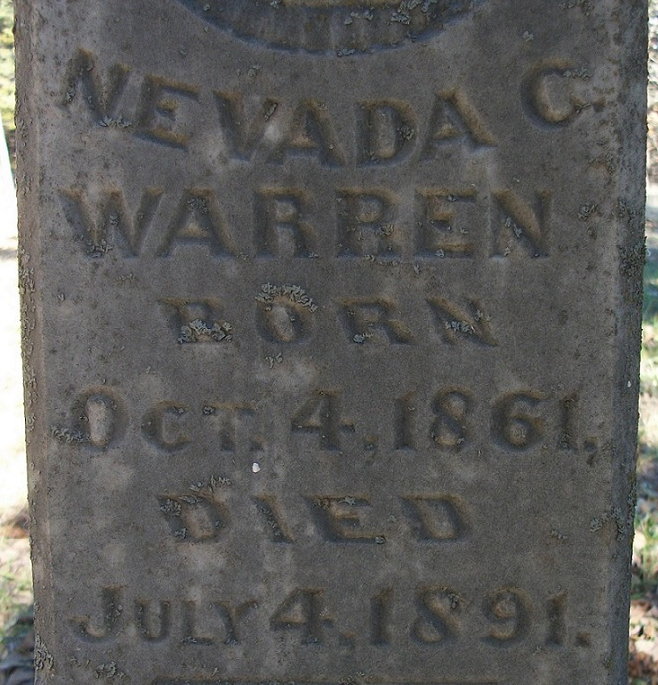 NEVADA C.
WARREN
BORN
OCT. 4, 1861,
DIED
JULY 4, 1891.